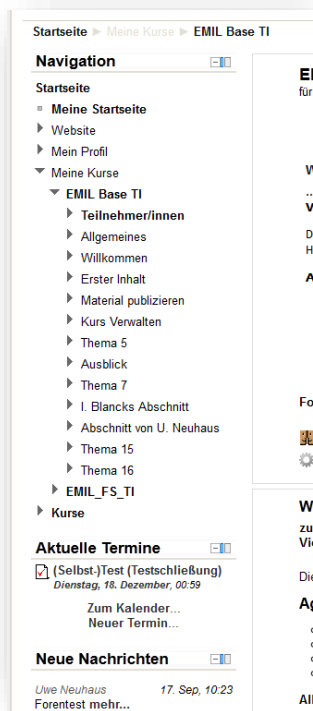 Startseite ► Meine Kurse ► EMIL Base TI
Navigation
Startseite
Meine Startseite
Website
Mein Profil
Meine Kurse
EMIL Base TI
Teilnehmer/innen
Allgemeines
Willkommen
Erster Inhalt
Material publizieren
Kurs Verwalten
Thema 5
Ausblick
Thema 7
I. Blancks Abschnitt
Abschnitt von U. Neuhaus
Thema 15
Thema 16
EMIL_FS_TI
Kurse
Aktuelle Termine
(Selbst-)Test (Testschließung)
Dienstag, 18. Dezember, 00:59
Zum Kalender...
Neuer Termin...
Neue Nachrichten
Uwe Neuhaus 17. Sep, 10:23
Forentest mehr...
für
zu